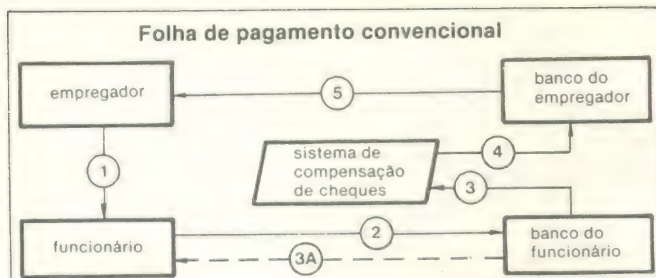 Folha de pagamento convencional
empregador
5
banco do
empregador
1
sistema de
compensação
de cheques
4
3
funcionário
2
3A
banco do
funcionário